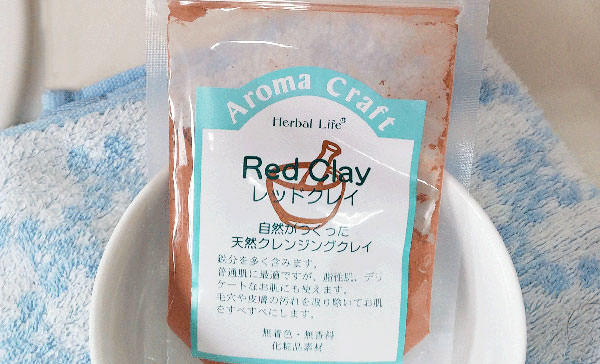 Aroma Craft
Herbal Life
Red Clay
レッドクレイ
自然がつくった
天然クレンジングクレイ
鉄分を多く含みます。
普通肌に最適ですが、脂性肌、デリ
ケートなお肌にも使えます。
毛穴や皮膚の汚れを取り除いてお肌
をすべすべにします。
無着色・無香料
化粧品素材